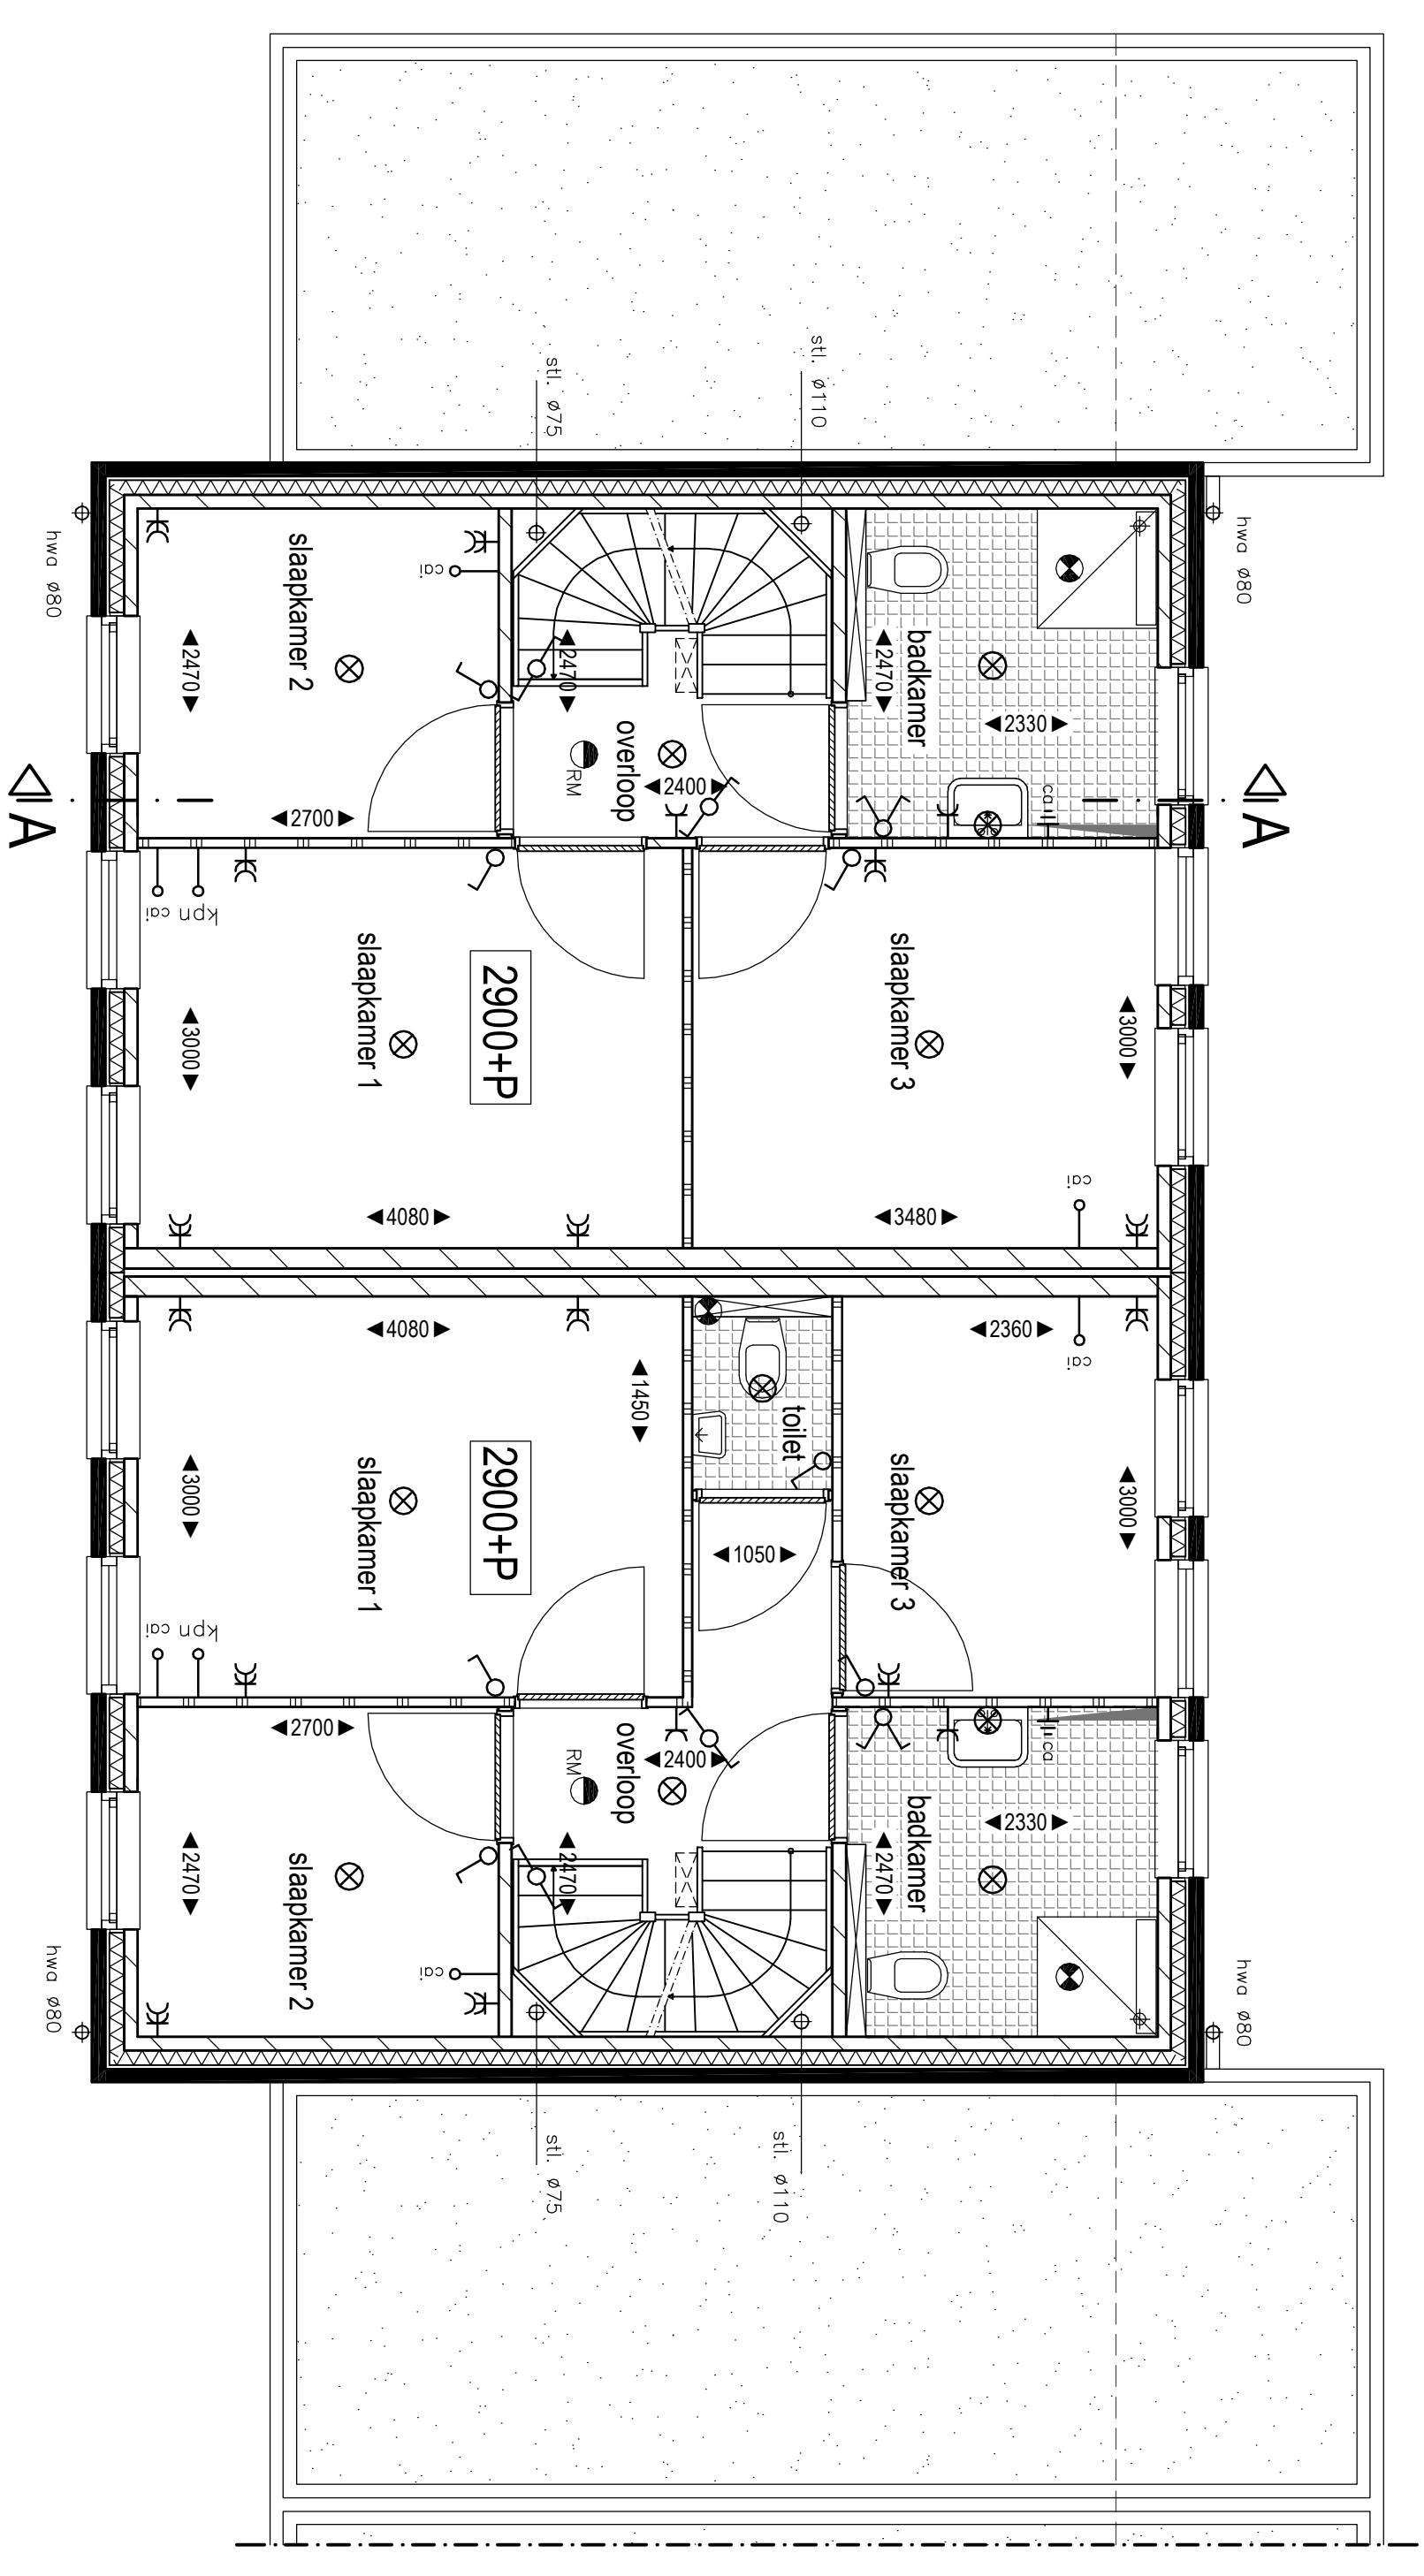 hwa ø80
hwa ø80
A
A
stl. ø110
stl. ø75
badkamer
2330
2470
ca
overloop
2400
2470
RM
slaapkamer 2
2470
2700
cai
slaapkamer 3
3000
3480
cai
slaapkamer 1
2900+P
3000
4080
kpn
cai
slaapkamer 3
3000
2360
cai
toilet
1450
1050
slaapkamer 1
2900+P
3000
4080
kpn
cai
badkamer
2330
2470
ca
overloop
2400
2470
RM
slaapkamer 2
2470
2700
cai
stl. ø110
stl. ø75
hwa ø80
hwa ø80